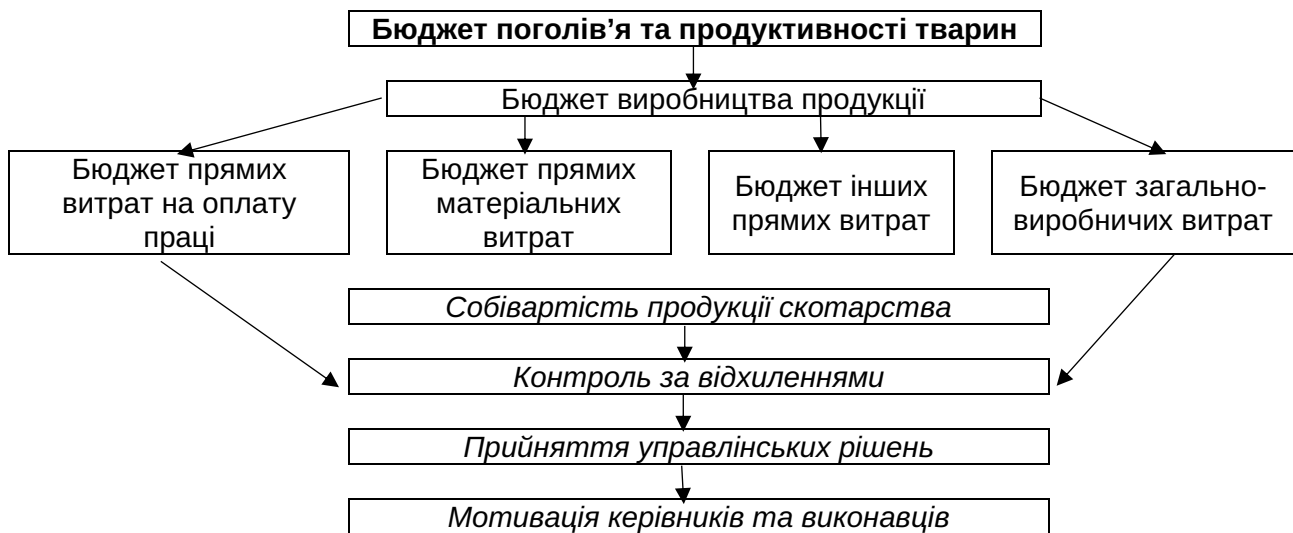 Бюджет поголів’я та продуктивності тварин
Бюджет виробництва продукції
Бюджет прямих
витрат на оплату
праці
Бюджет прямих
матеріальних
витрат
Бюджет інших
прямих витрат
Бюджет загально-
виробничих витрат
Собівартість продукції скотарства
Контроль за відхиленнями
Прийняття управлінських рішень
Мотивація керівників та виконавців